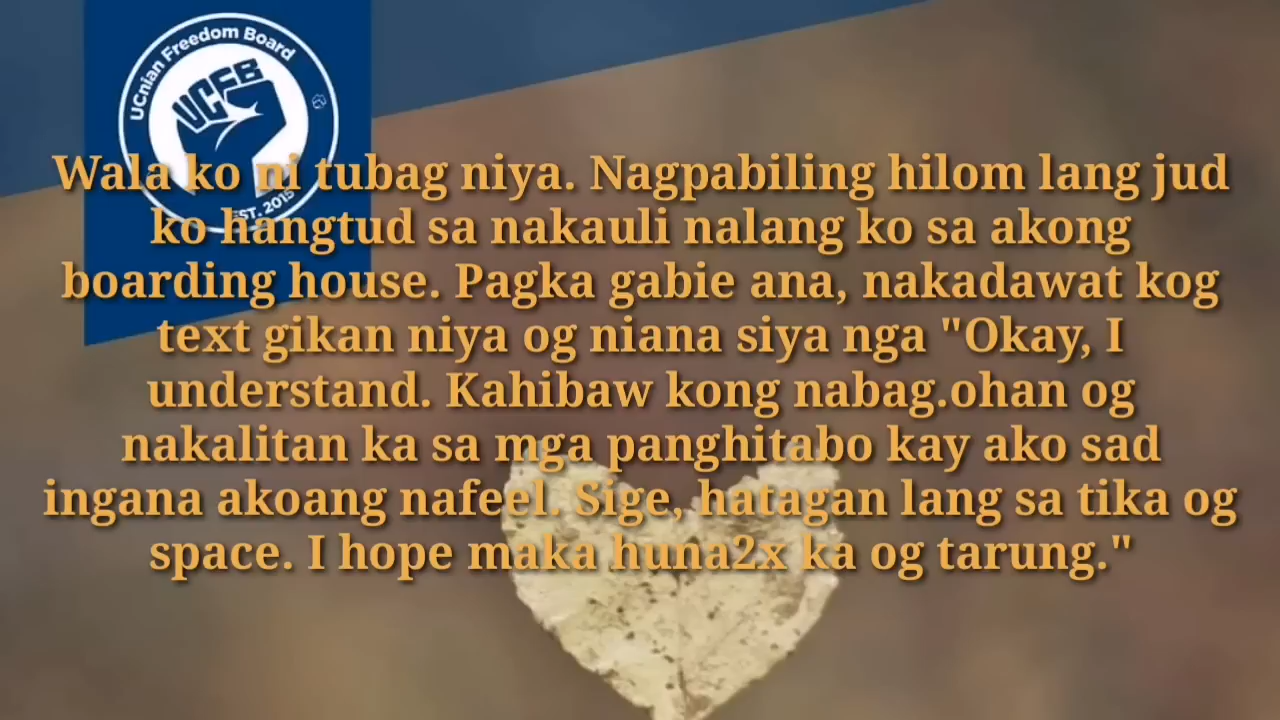 UCnian Freedom Board
UCFB
EST. 2015
Wala ko ni tubag niya. Nagpabiling hilom lang jud
ko hangtud sa nakauli nalang ko sa akong
boarding house. Pagka gabie ana, nakadawat kog
text gikan niya og niana siya nga "Okay, I
understand. Kahibaw kong nabag.ohan og
nakalitan ka sa mga panghitabo kay ako sad
ingana akoang nafeel. Sige, hatagan lang sa tika og
space. I hope maka huna2x ka og tarung."